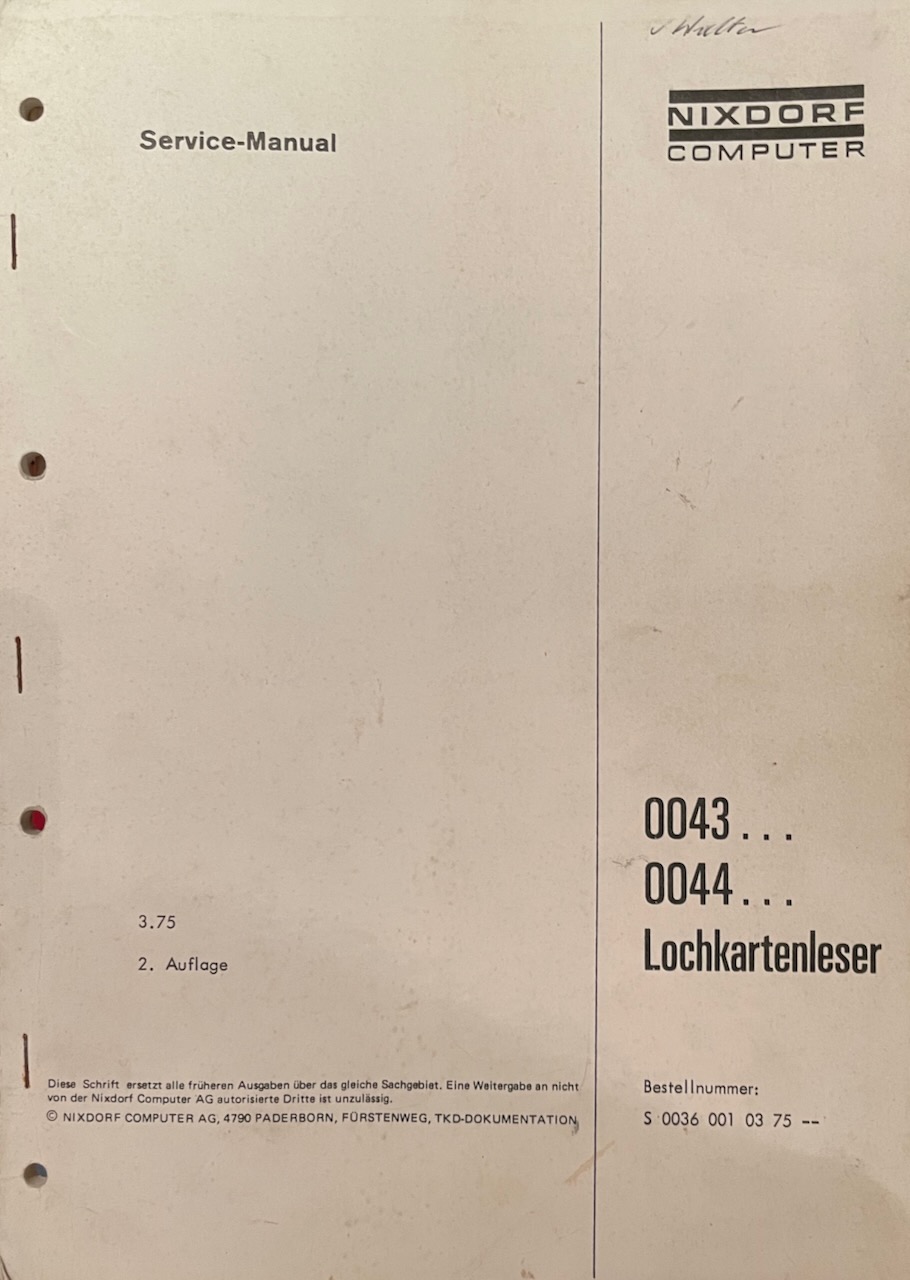 Service-Manual
NIXDORF
COMPUTER
0043...
0044...
Lochkartenleser
3.75
2. Auflage
Diese Schrift ersetzt alle früheren Ausgaben über das gleiche Sachgebiet. Eine Weitergabe an nicht
von der Nixdorf Computer AG autorisierte Dritte ist unzulässig.
© NIXDORF COMPUTER AG, 4790 PADERBORN, FÜRSTENWEG, TKD-DOKUMENTATION
Bestellnummer:
S 0036 001 03 75 --